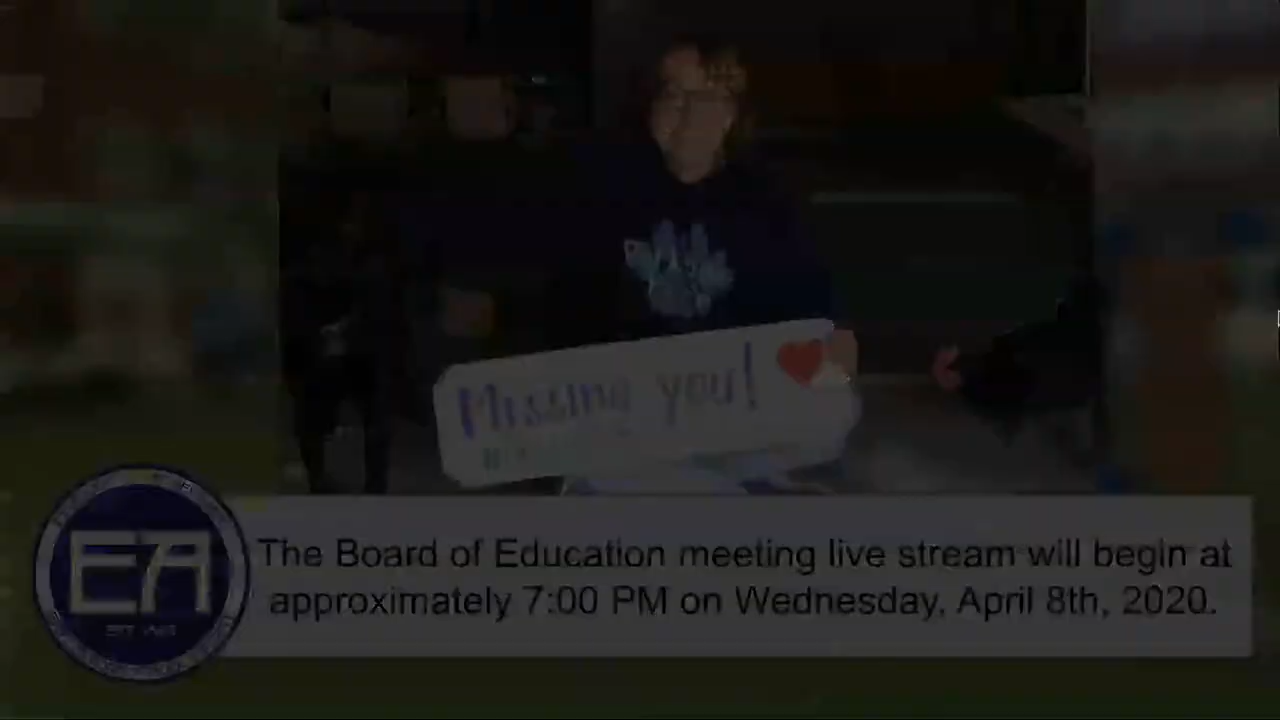 Missing you!
EA
The Board of Education meeting live stream will begin at
approximately 7:00 PM on Wednesday, April 8th, 2020.